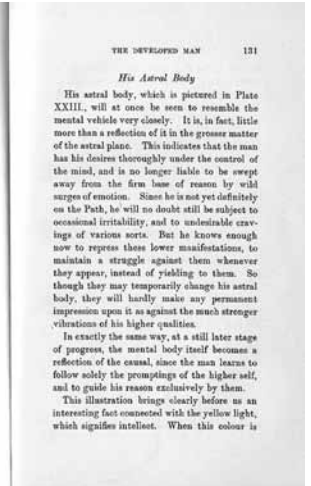 THE DEVELOPED MAN 131
His Astral Body
His astral body, which is pictured in Plate
XXIII., will at once be seen to resemble the
mental vehicle very closely. It is, in fact, little
more than a reflection of it in the grosser matter
of the astral plane. This indicates that the man
has his desires thoroughly under the control of
the mind, and is no longer liable to be swept
away from the firm base of reason by wild
surges of emotion. Since he is not yet definitely
on the Path, he will no doubt still be subject to
occasional irritability, and to undesirable crav-
ings of various sorts. But he knows enough
now to repress these lower manifestations, to
maintain a struggle against them whenever
they appear, instead of yielding to them. So
though they may temporarily change his astral
body, they will hardly make any permanent
impression upon it as against the much stronger
vibrations of his higher qualities.
In exactly the same way, at a still later stage
of progress, the mental body itself becomes a
reflection of the causal, since the man learns to
follow solely the promptings of the higher self,
and to guide his reason exclusively by them.
This illustration brings clearly before us an
interesting fact connected with the yellow light,
which signifies intellect. When this colour is